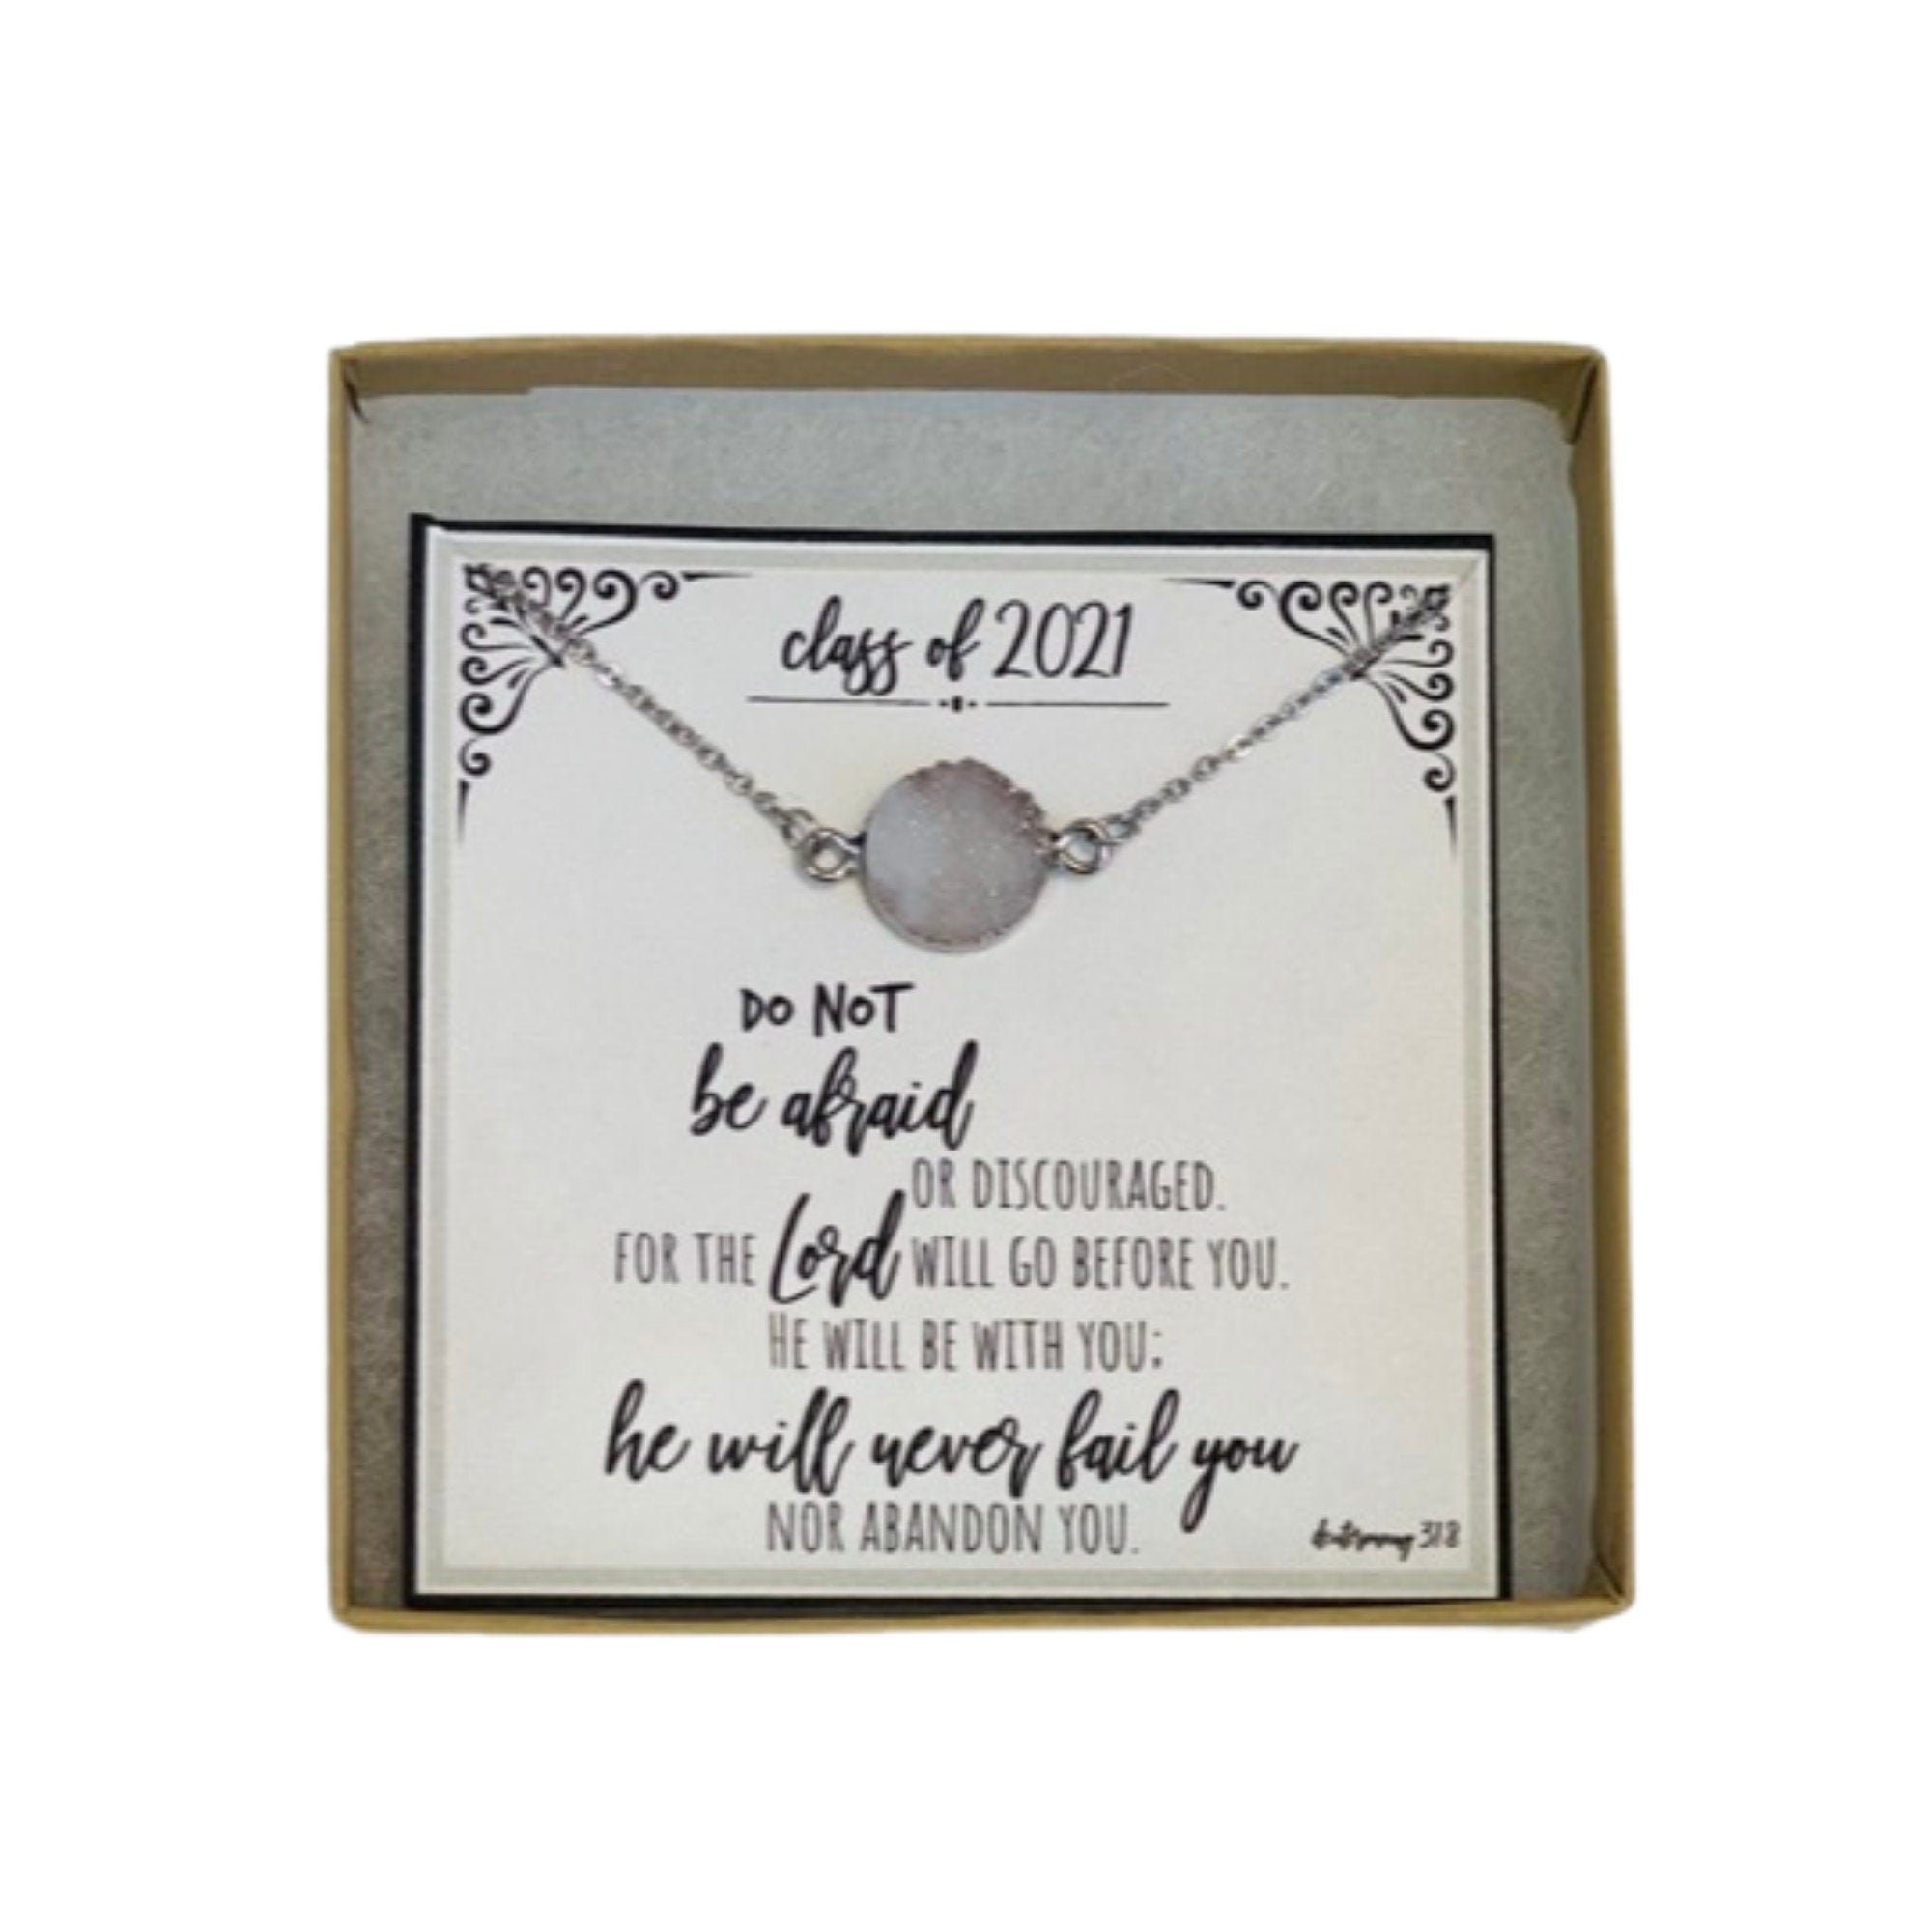 class of 2021
DO NOT
be afraid
OR DISCOURAGED.
FOR THE Lord WILL GO BEFORE YOU.
HE WILL BE WITH YOU;
he will never fail you
NOR ABANDON YOU.
318